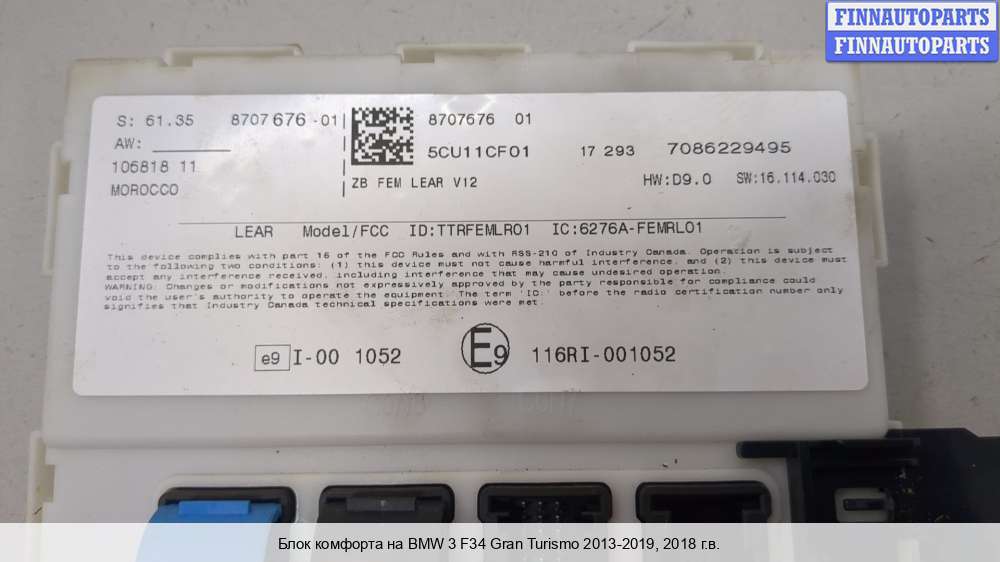 FINNAUTOPARTS
FINNAUTOPARTS
S: 61.35 8707676-01
AW:
106818 11
MOROCCO
8707676 01
5CU11CF01 17 293 7086229495
ZB FEM LEAR V12 HW:D9.0 SW:16.114.030
LEAR Model/FCC ID:TTRFEMLR01 IC:6276A-FEMRL01
This device complies with part 16 of the FCC Rules and with RSS-210 of Industry Canada. Operation is subject
to the following two conditions: (1) this device must not cause harmful interference, and (2) this device must
accept any interference received, including interference that may cause undesired operation.
WARNING: Changes or modifications not expressively approved by the party responsible for compliance could
void the user's authority to operate the equipment. The term 'IC:' before the radio certification number only
signifies that Industry Canada technical specifications were met.
e9 I-00 1052 E9 116RI-001052
Блок комфорта на BMW 3 F34 Gran Turismo 2013-2019, 2018 г.в.